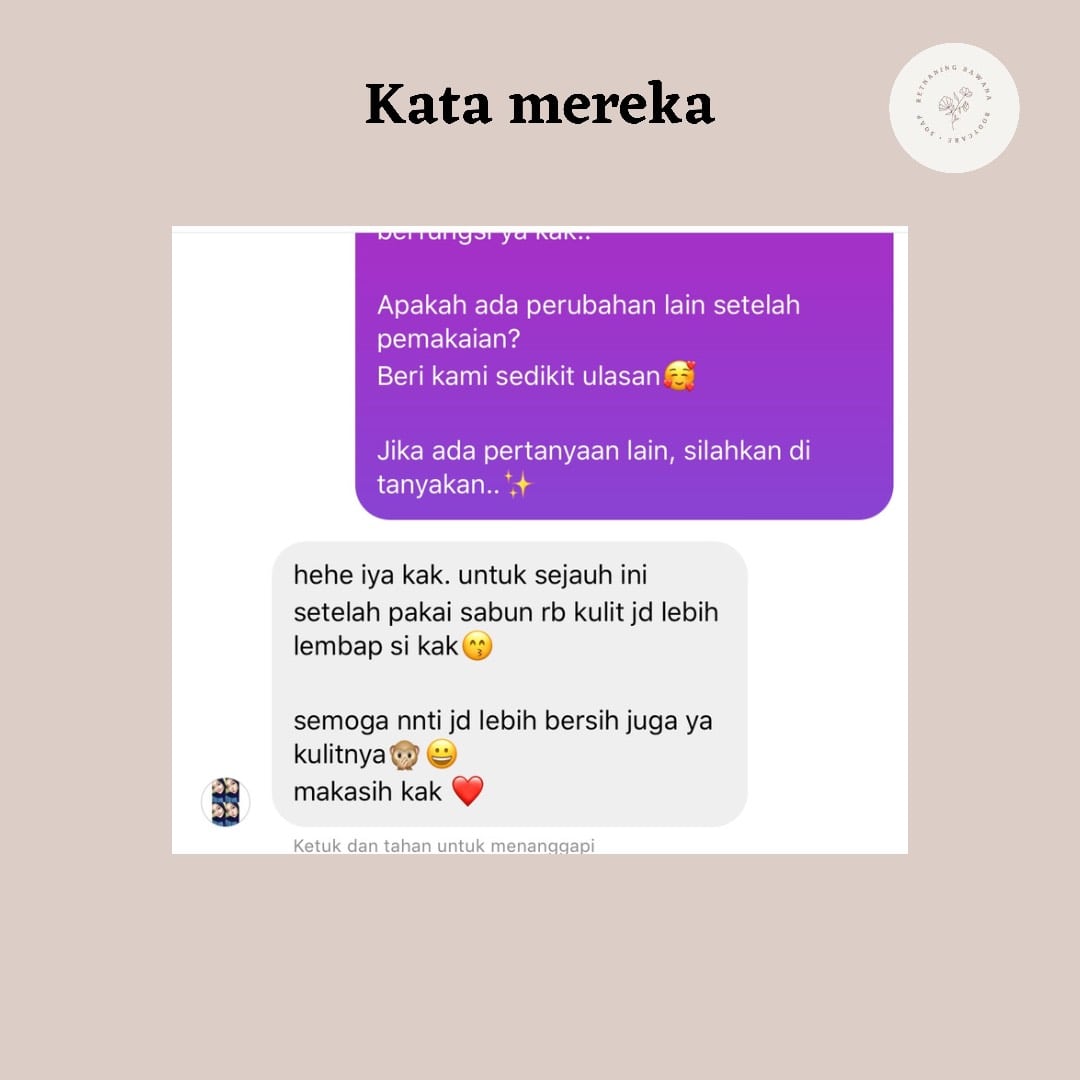 Kata mereka
RETNANING BAWANA BODYCARE • SOAP
berfungsi ya kak..
Apakah ada perubahan lain setelah
pemakaian?
Beri kami sedikit ulasan🥰
Jika ada pertanyaan lain, silahkan di
tanyakan..✨
hehe iya kak. untuk sejauh ini
setelah pakai sabun rb kulit jd lebih
lembap si kak😙
semoga nnti jd lebih bersih juga ya
kulitnya🙊😀
makasih kak ❤️
Ketuk dan tahan untuk menanggapi